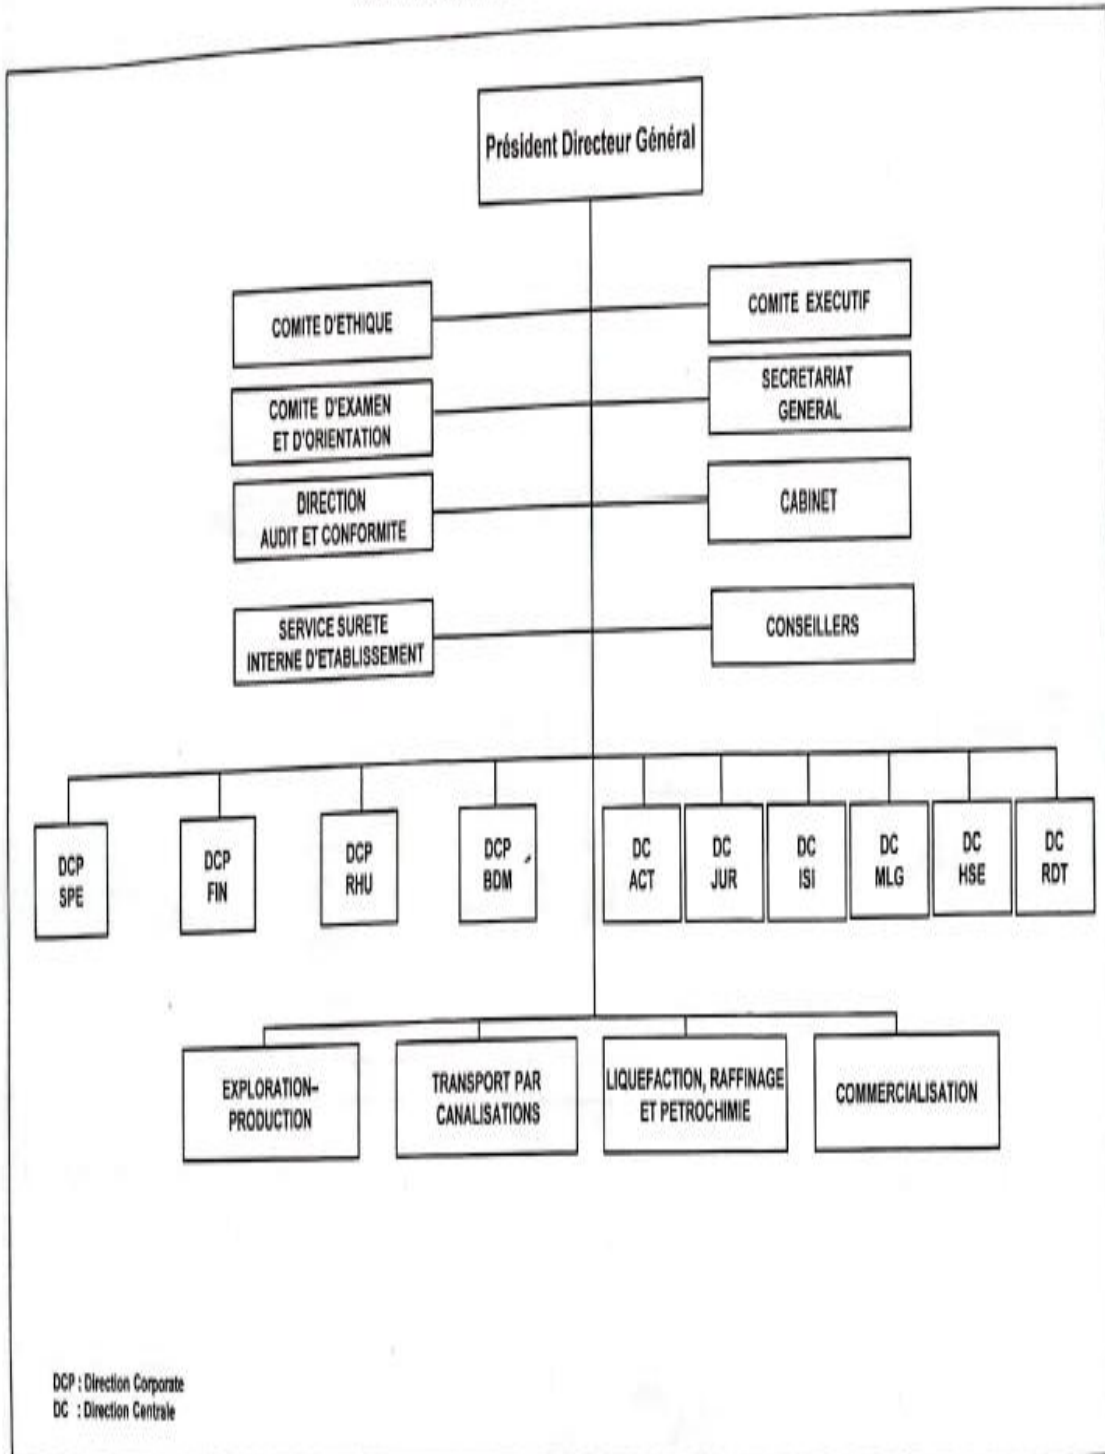 Président Directeur Général
COMITE D'ETHIQUE
COMITE EXECUTIF
COMITE D'EXAMEN
ET D'ORIENTATION
SECRETARIAT
GENERAL
DIRECTION
AUDIT ET CONFORMITE
CABINET
SERVICE SURETE
INTERNE D'ETABLISSEMENT
CONSEILLERS
DCP
SPE
DCP
FIN
DCP
RHU
DCP
BDM
DC
ACT
DC
JUR
DC
ISI
DC
MLG
DC
HSE
DC
RDT
EXPLORATION–
PRODUCTION
TRANSPORT PAR
CANALISATIONS
LIQUEFACTION, RAFFINAGE
ET PETROCHIMIE
COMMERCIALISATION
DCP : Direction Corporate
DC : Direction Centrale